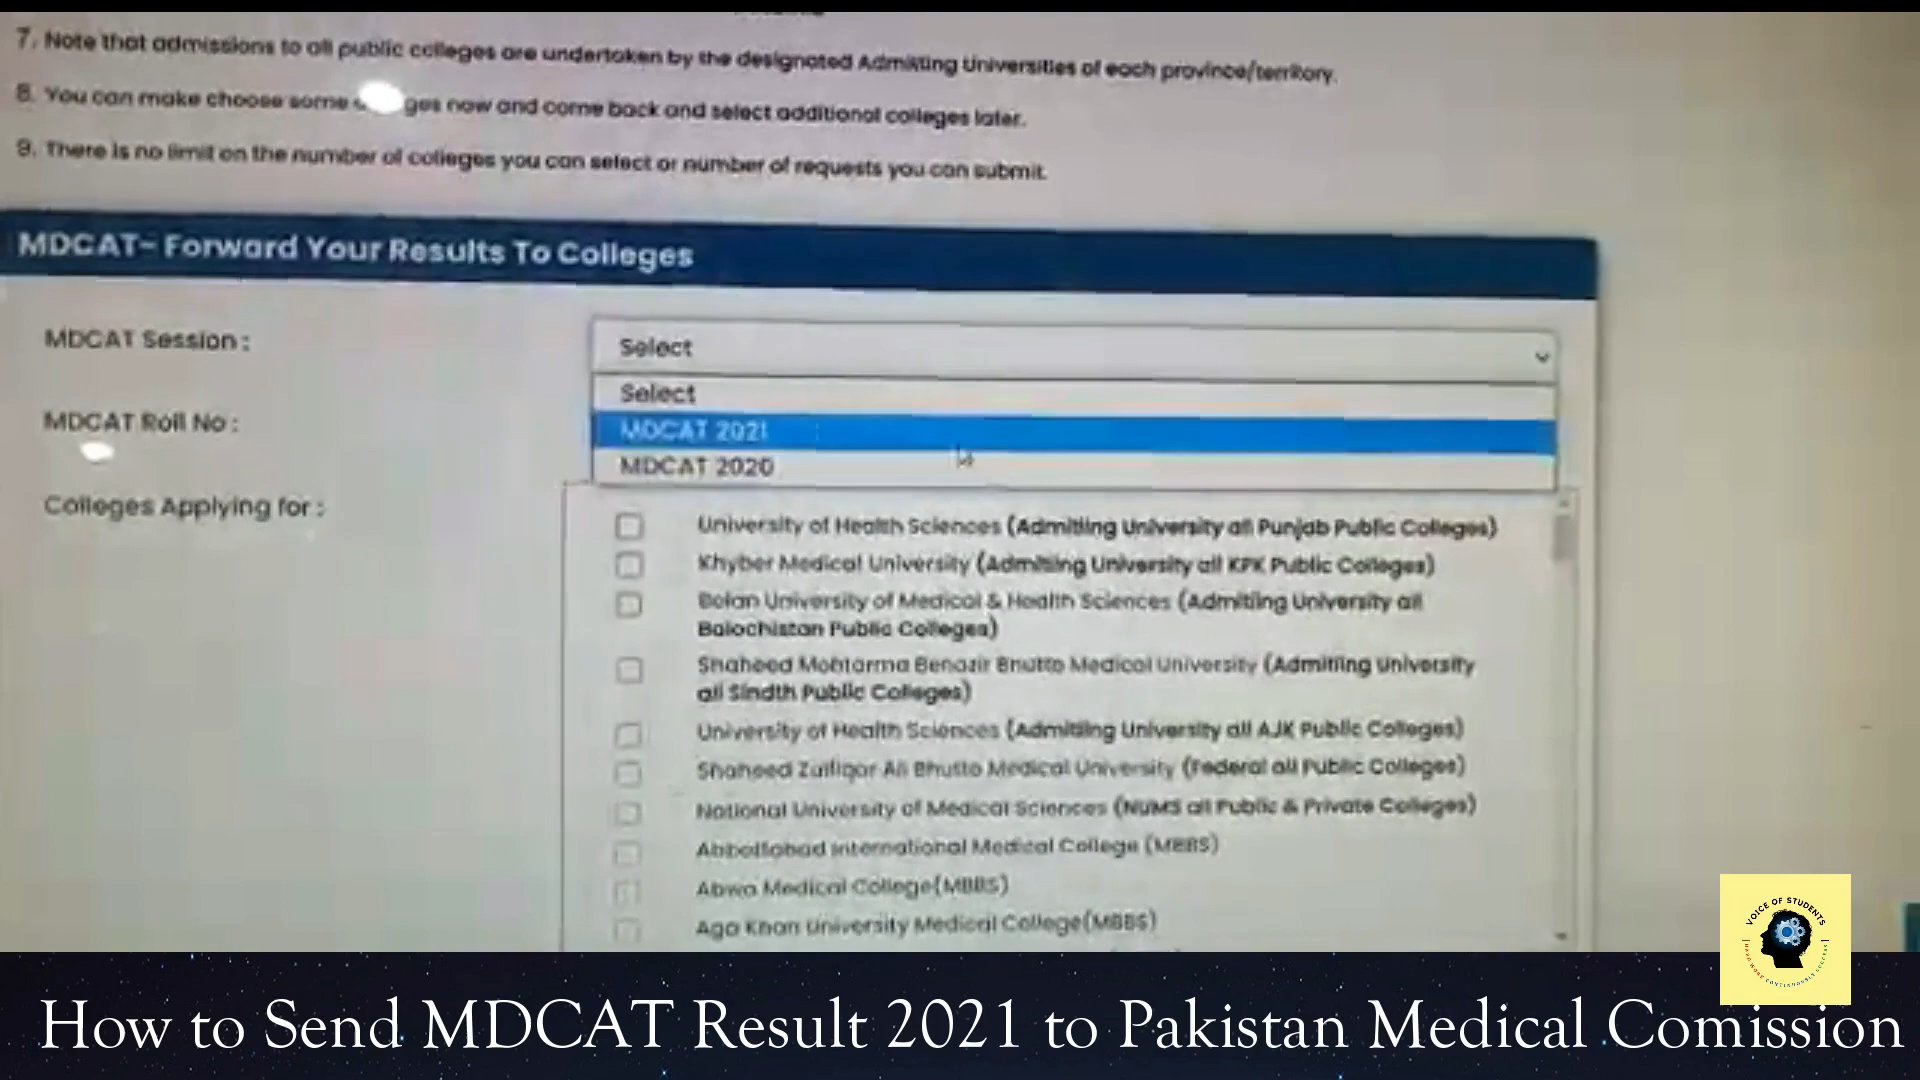 7. Note that admissions to all public colleges are undertaken by the designated Admitting Universities of each province/territory.
8. You can make choose some ges now and come back and select additional colleges later.
9. There is no limit on the number of colleges you can select or number of requests you can submit.
MDCAT- Forward Your Results To Colleges
MDCAT Session :
Select
Select
MDCAT Roll No :
MDCAT 2021
MDCAT 2020
Colleges Applying for :
University of Health Sciences (Admitting University all Punjab Public Colleges)
Khyber Medical University (Admitting University all KPK Public Colleges)
Bolan University of Medical & Health Sciences (Admitting University all
Balochistan Public Colleges)
Shaheed Mohtarma Benazir Bhutto Medical University (Admitting University
all Sindth Public Colleges)
University of Health Sciences (Admitting University all AJK Public Colleges)
Shaheed Zulfiqar Ali Bhutto Medical University (Federal all Public Colleges)
National University of Medical Sciences (NUMS all Public & Private Colleges)
Abbottabad International Medical College (MBBS)
Abwa Medical College(MBBS)
Aga Khan University Medical College(MBBS)
VOICE OF STUDENTS
How to Send MDCAT Result 2021 to Pakistan Medical Comission